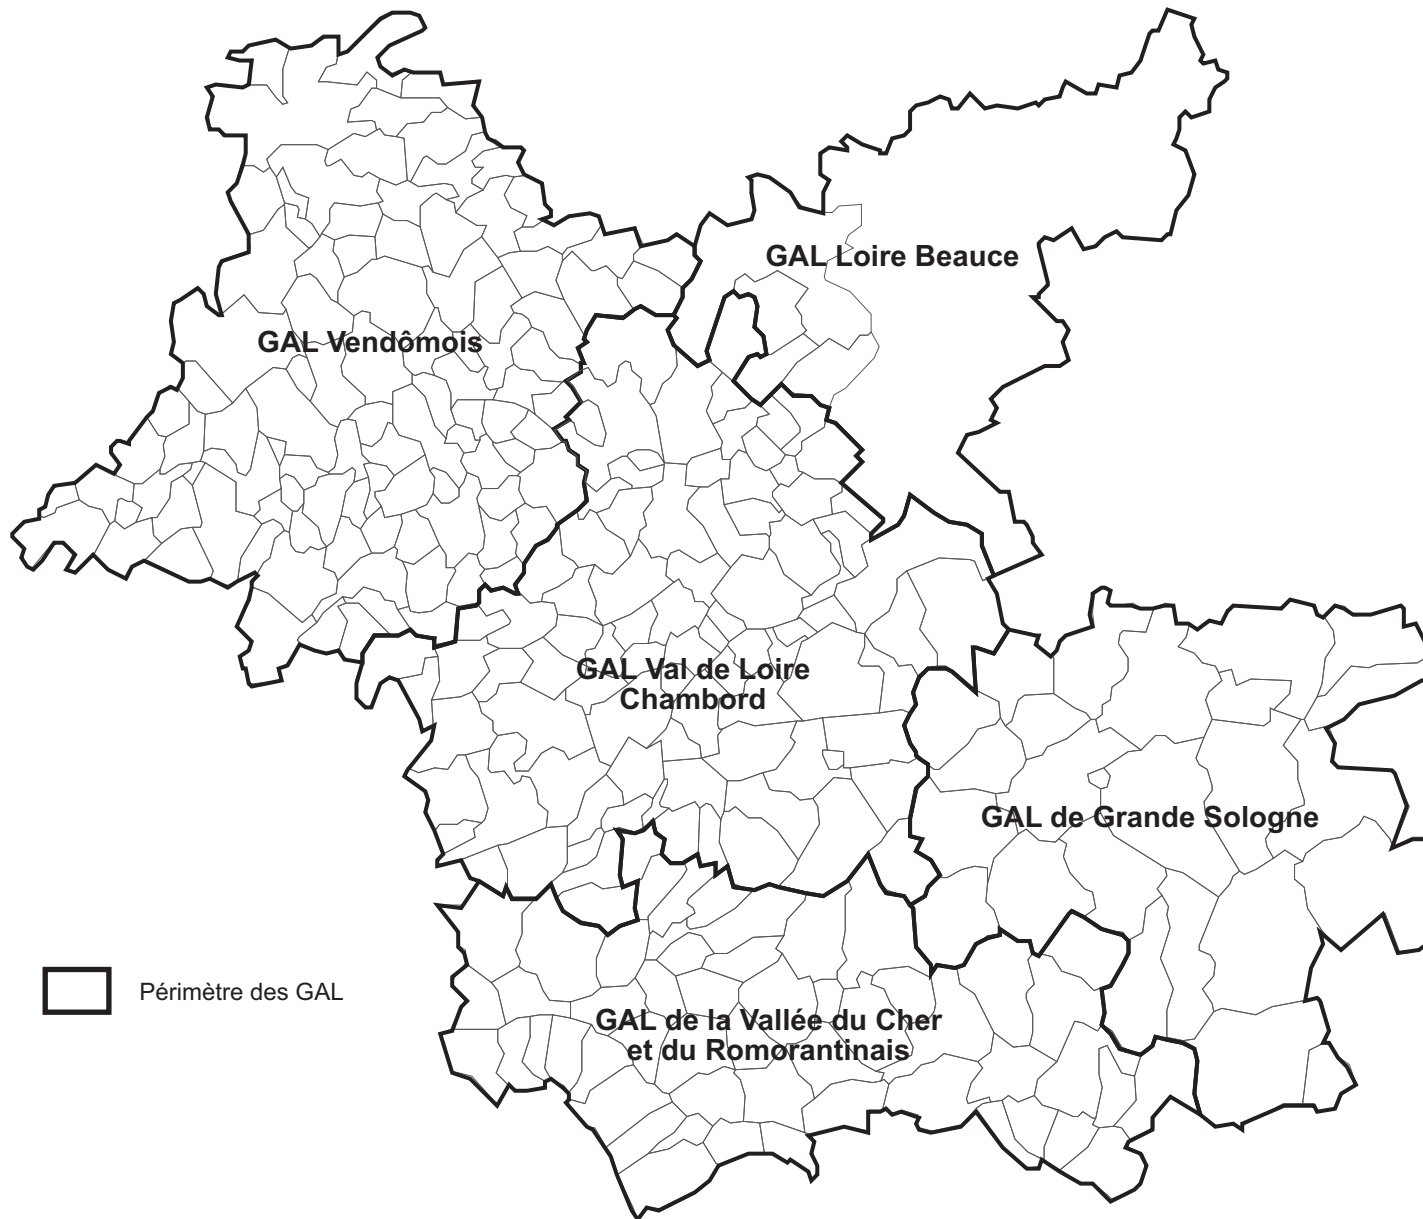 GAL Loire Beauce
GAL Vendômois
GAL Val de Loire
Chambord
GAL de Grande Sologne
Périmètre des GAL
GAL de la Vallée du Cher
et du Romorantinais